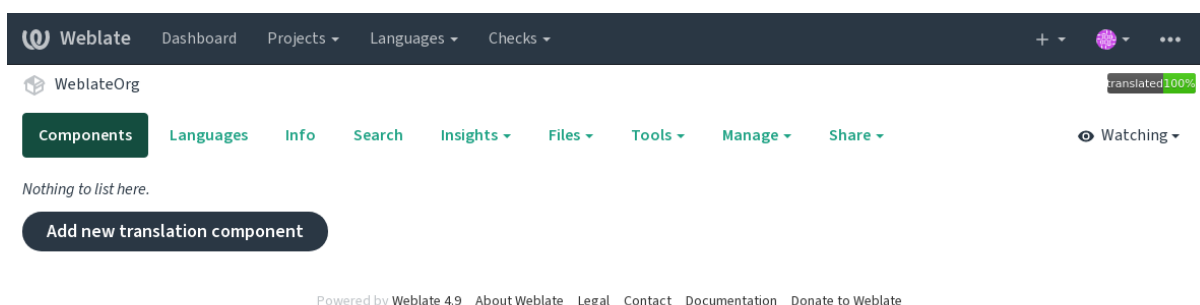 Weblate Dashboard Projects Languages Checks
WeblateOrg translated 100%
Components Languages Info Search Insights Files Tools Manage Share Watching
Nothing to list here.
Add new translation component
Powered by Weblate 4.9 About Weblate Legal Contact Documentation Donate to Weblate